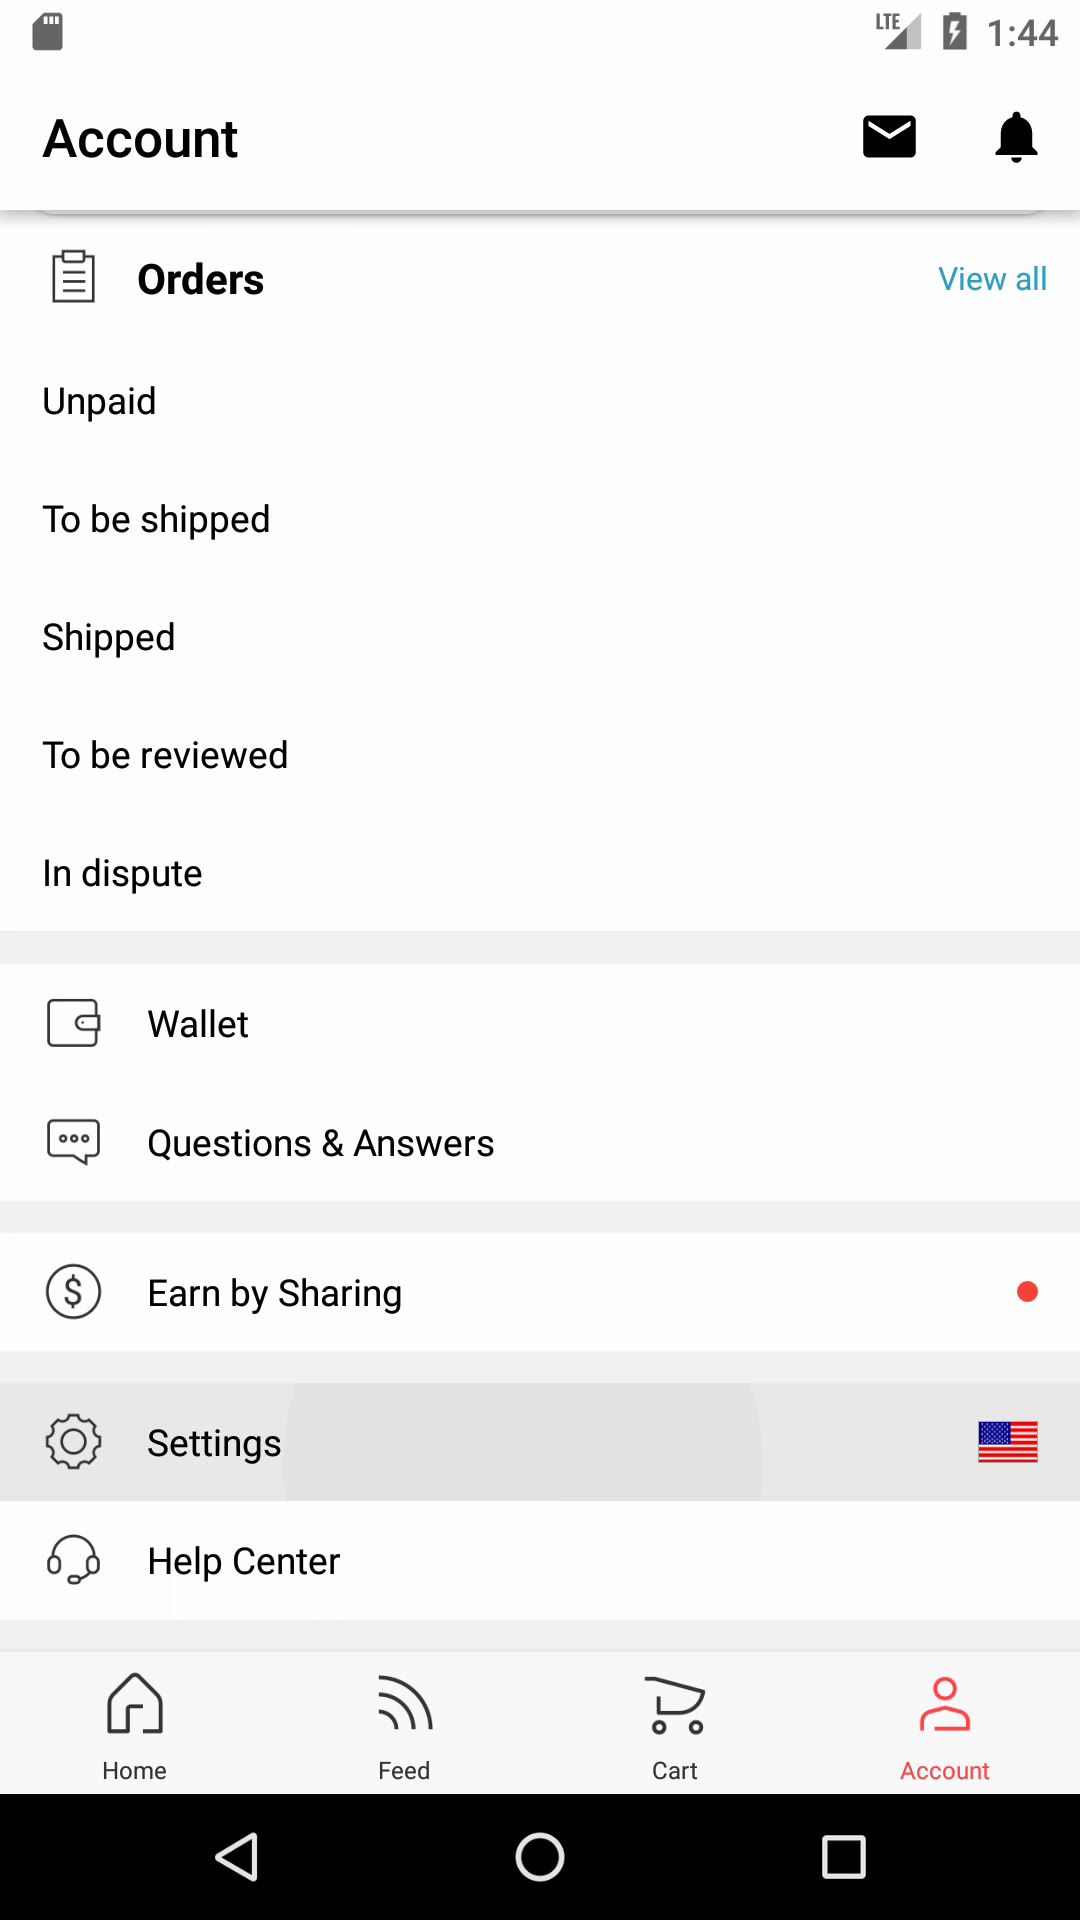 LTE 1:44
Account
Orders View all
Unpaid
To be shipped
Shipped
To be reviewed
In dispute
Wallet
Questions & Answers
$ Earn by Sharing
Settings
Help Center
Home Feed Cart Account